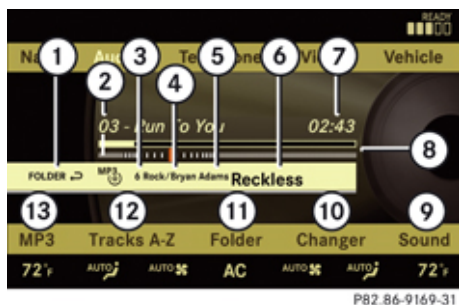 READY
Na Au Te one Vi Vehicle
1 3 5 6 7
2 4
03 - Run To You 02:43
8
FOLDER MP3 6 Rock/Bryan Adams Reckless
13 12 11 10 9
MP3 Tracks A-Z Folder Changer Sound
72°F AUTO AUTO AC AUTO AUTO 72°F
P82.86-9169-31